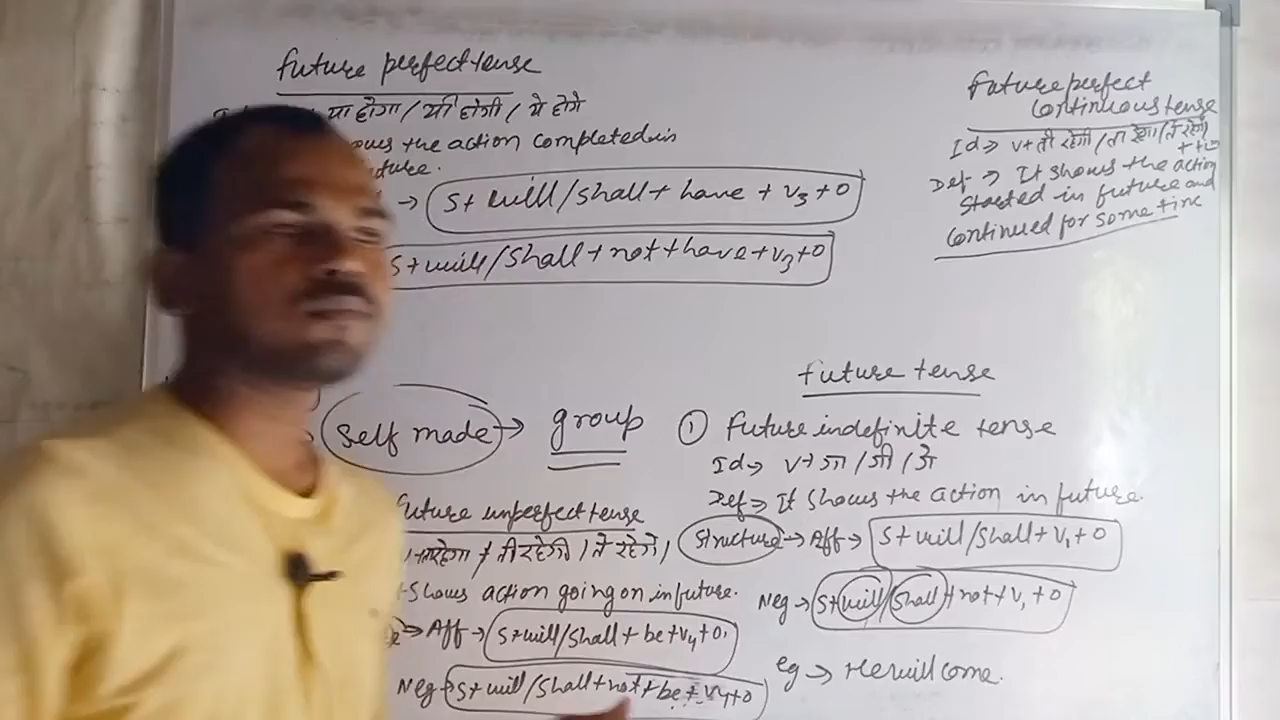 future perfect tense
या होगा / यी होगी / ये होंगे
the action completed in
→ S + will/shall + have + V3 + O
S + will/shall + not + have + V3 + O
future perfect
continuous tense
Id → V + ती रहेगी / ता रहेगा / ते रहेंगे
Def → It shows the action
started in future and
continued for some time
Self made → group
future tense
① future indefinite tense
Id → V + गा / गी / गे
Def → It shows the action in future.
Structure → Aff → S + will/shall + V1 + O
Neg → S + will/shall + not + V1 + O
eg → He will come.
future imperfect tense
ता रहेगा / ती रहेगी / ते रहेंगे
shows action going on in future.
→ Aff → S + will/shall + be + V4 + O.
Neg → S + will/shall + not + be + V4 + O